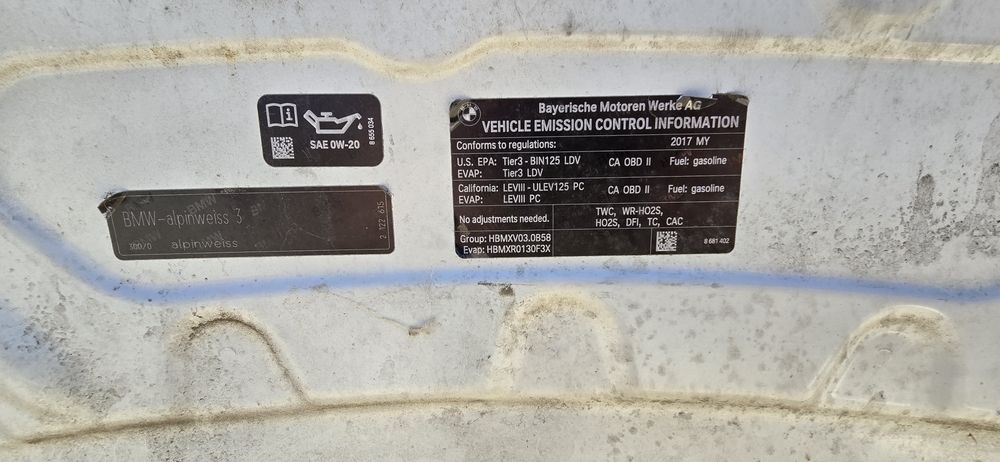 SAE 0W-20
8 655 034
BMW-alpinweiss 3
300/0 alpinweiss
2 122 615
BMW
Bayerische Motoren Werke AG
VEHICLE EMISSION CONTROL INFORMATION
Conforms to regulations: 2017 MY
U.S. EPA: Tier3 - BIN125 LDV CA OBD II Fuel: gasoline
EVAP: Tier3 LDV
California: LEVIII - ULEV125 PC CA OBD II Fuel: gasoline
EVAP: LEVIII PC
No adjustments needed. TWC, WR-HO2S,
HO2S, DFI, TC, CAC
Group: HBMXV03.0B58
Evap: HBMXR0130F3X
8 681 402